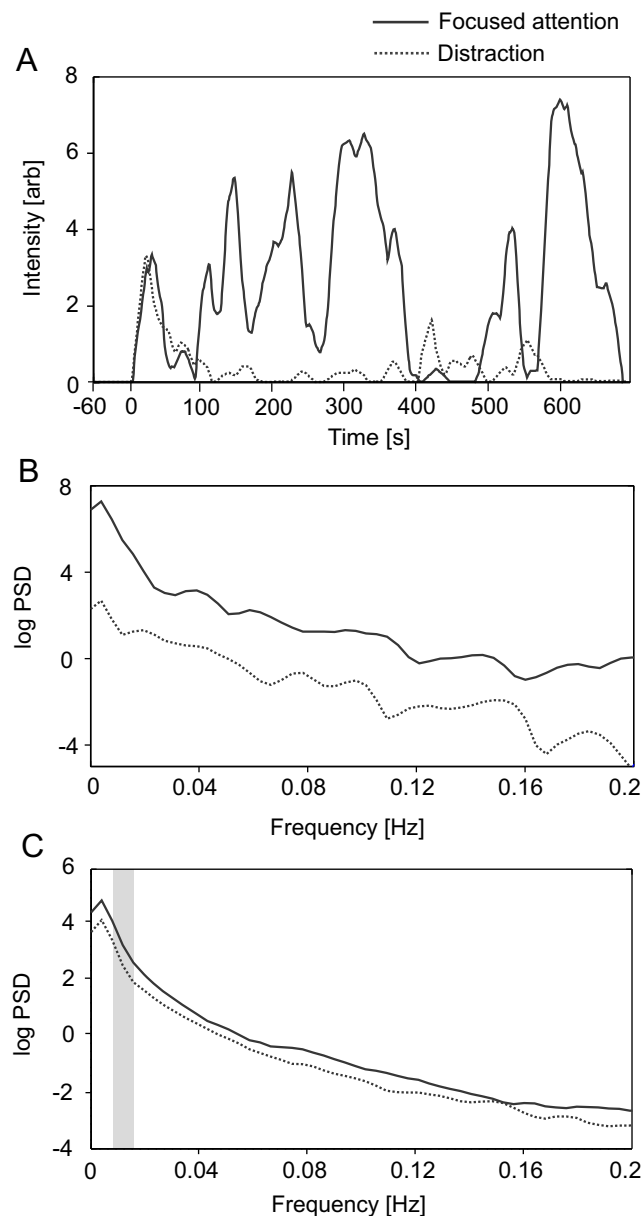 Focused attention
Distraction
A
8
6
4
2
0
Intensity [arb]
-60 0 100 200 300 400 500 600
Time [s]
B
8
4
0
-4
log PSD
0 0.04 0.08 0.12 0.16 0.2
Frequency [Hz]
C
6
4
2
0
-2
-4
log PSD
0 0.04 0.08 0.12 0.16 0.2
Frequency [Hz]